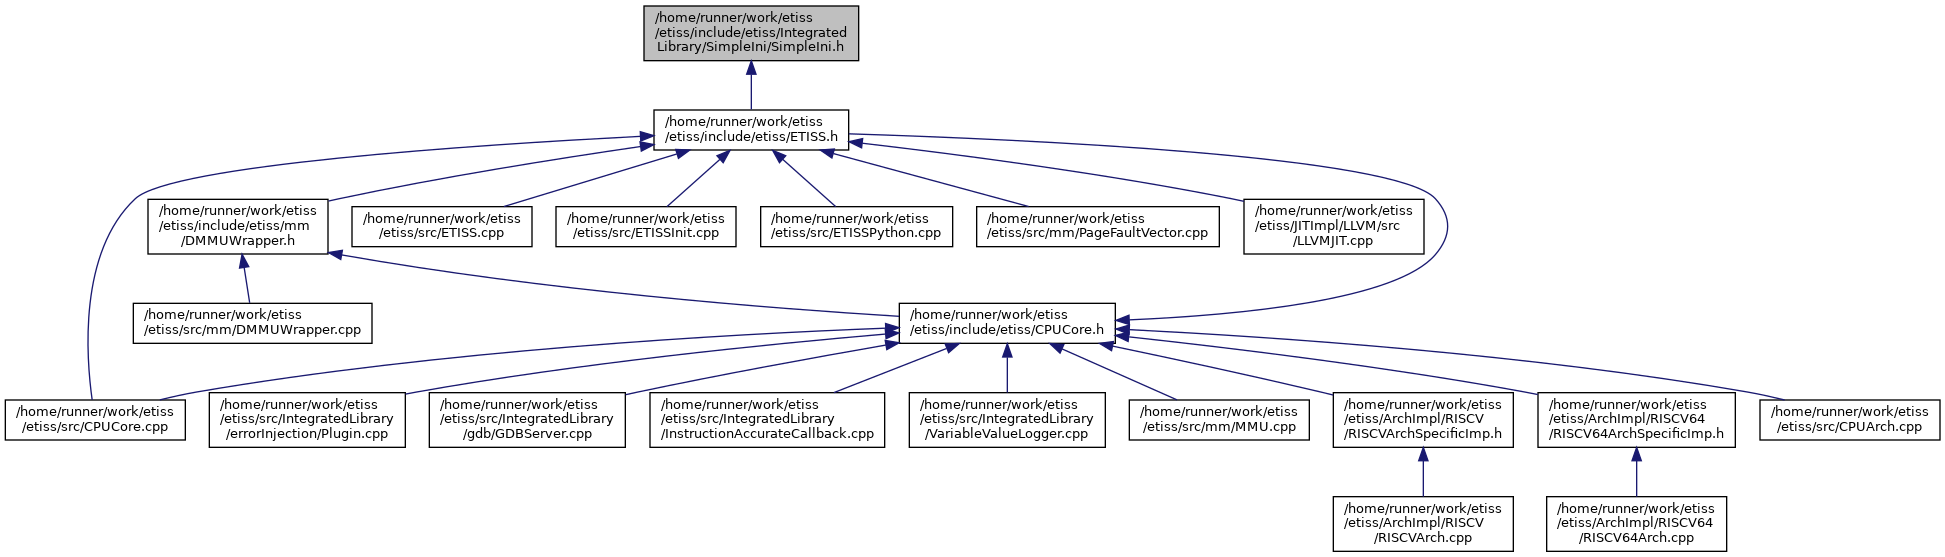 /home/runner/work/etiss
/etiss/include/etiss/Integrated
Library/SimpleIni/SimpleIni.h
/home/runner/work/etiss
/etiss/include/etiss/ETISS.h
/home/runner/work/etiss
/etiss/include/etiss/mm
/DMMUWrapper.h
/home/runner/work/etiss
/etiss/src/ETISS.cpp
/home/runner/work/etiss
/etiss/src/ETISSInit.cpp
/home/runner/work/etiss
/etiss/src/ETISSPython.cpp
/home/runner/work/etiss
/etiss/src/mm/PageFaultVector.cpp
/home/runner/work/etiss
/etiss/JITImpl/LLVM/src
/LLVMJIT.cpp
/home/runner/work/etiss
/etiss/src/mm/DMMUWrapper.cpp
/home/runner/work/etiss
/etiss/include/etiss/CPUCore.h
/home/runner/work/etiss
/etiss/src/CPUCore.cpp
/home/runner/work/etiss
/etiss/src/IntegratedLibrary
/errorInjection/Plugin.cpp
/home/runner/work/etiss
/etiss/src/IntegratedLibrary
/gdb/GDBServer.cpp
/home/runner/work/etiss
/etiss/src/IntegratedLibrary
/InstructionAccurateCallback.cpp
/home/runner/work/etiss
/etiss/src/IntegratedLibrary
/VariableValueLogger.cpp
/home/runner/work/etiss
/etiss/src/mm/MMU.cpp
/home/runner/work/etiss
/etiss/ArchImpl/RISCV
/RISCVArchSpecificImp.h
/home/runner/work/etiss
/etiss/ArchImpl/RISCV64
/RISCV64ArchSpecificImp.h
/home/runner/work/etiss
/etiss/src/CPUArch.cpp
/home/runner/work/etiss
/etiss/ArchImpl/RISCV
/RISCVArch.cpp
/home/runner/work/etiss
/etiss/ArchImpl/RISCV64
/RISCV64Arch.cpp